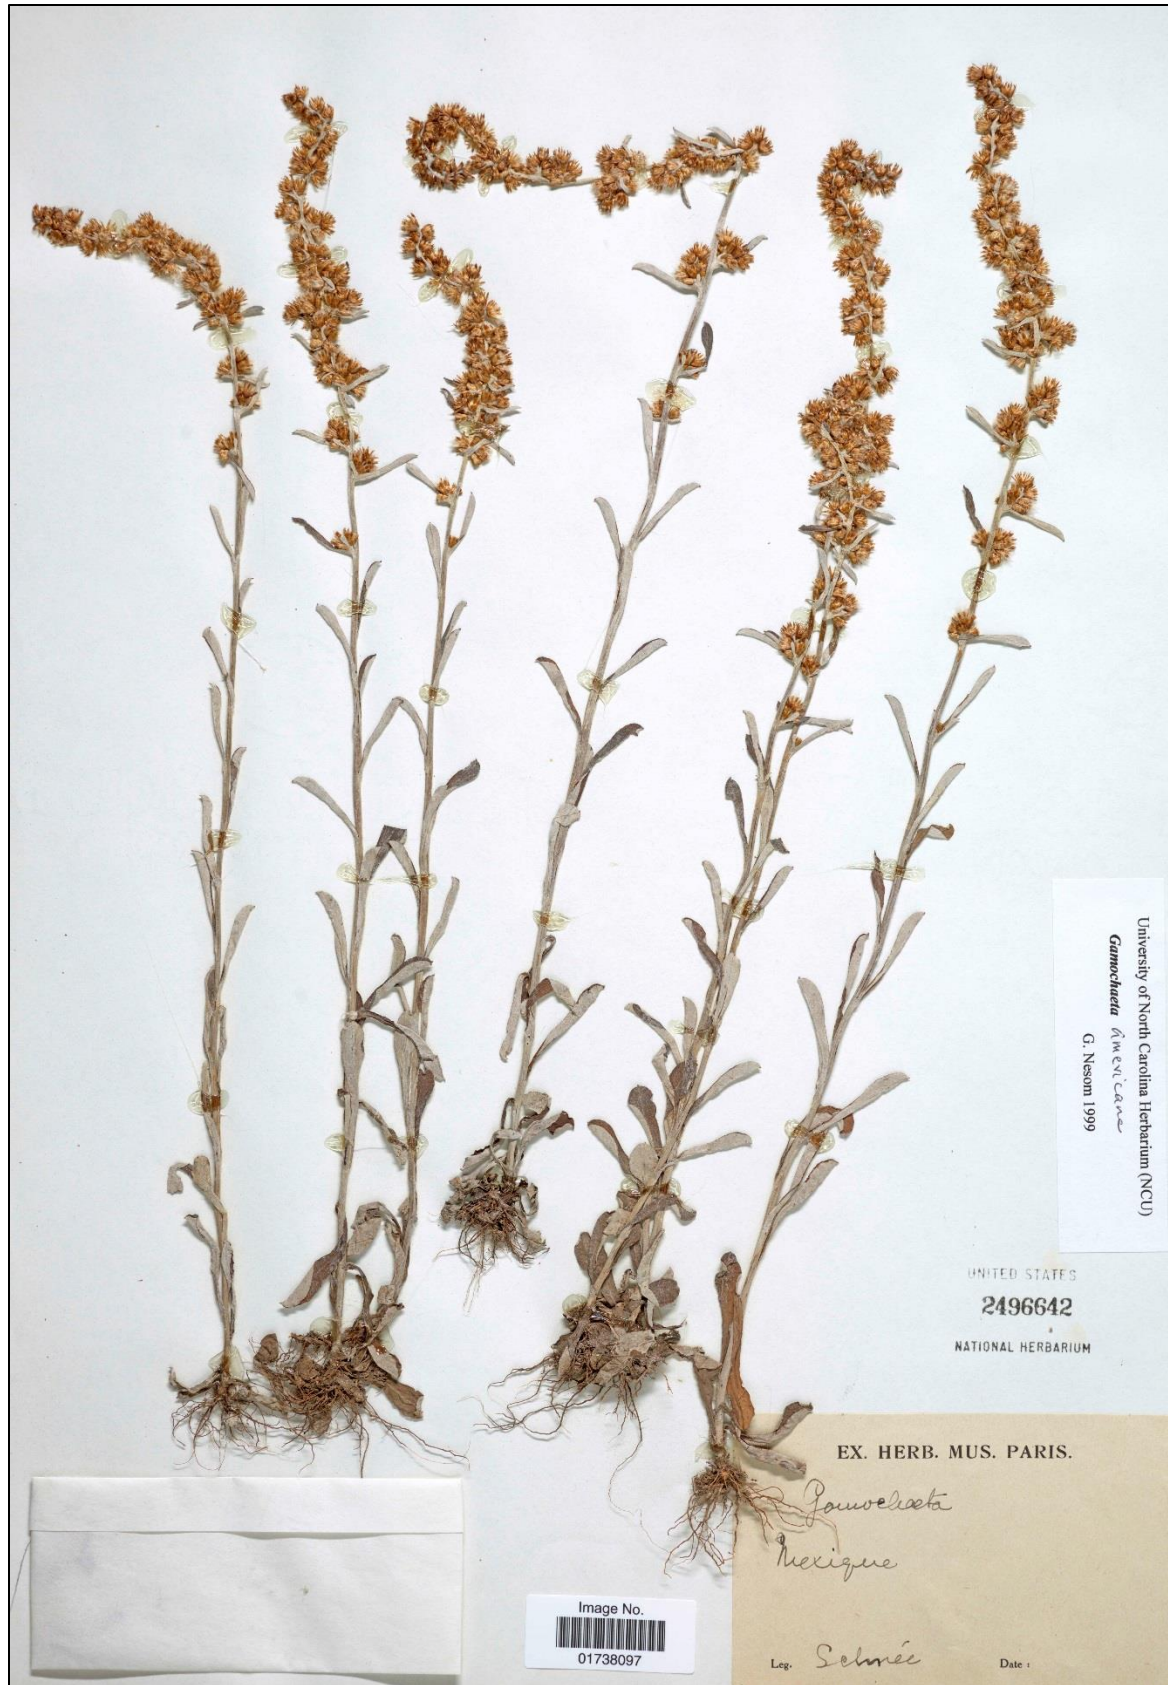 University of North Carolina Herbarium (NCU)
Gamochaeta americana
G. Nesom 1999
UNITED STATES
2496642
NATIONAL HERBARIUM
EX. HERB. MUS. PARIS.
Gamochaeta
Mexique
Leg. Schnée Date :
Image No.
01738097